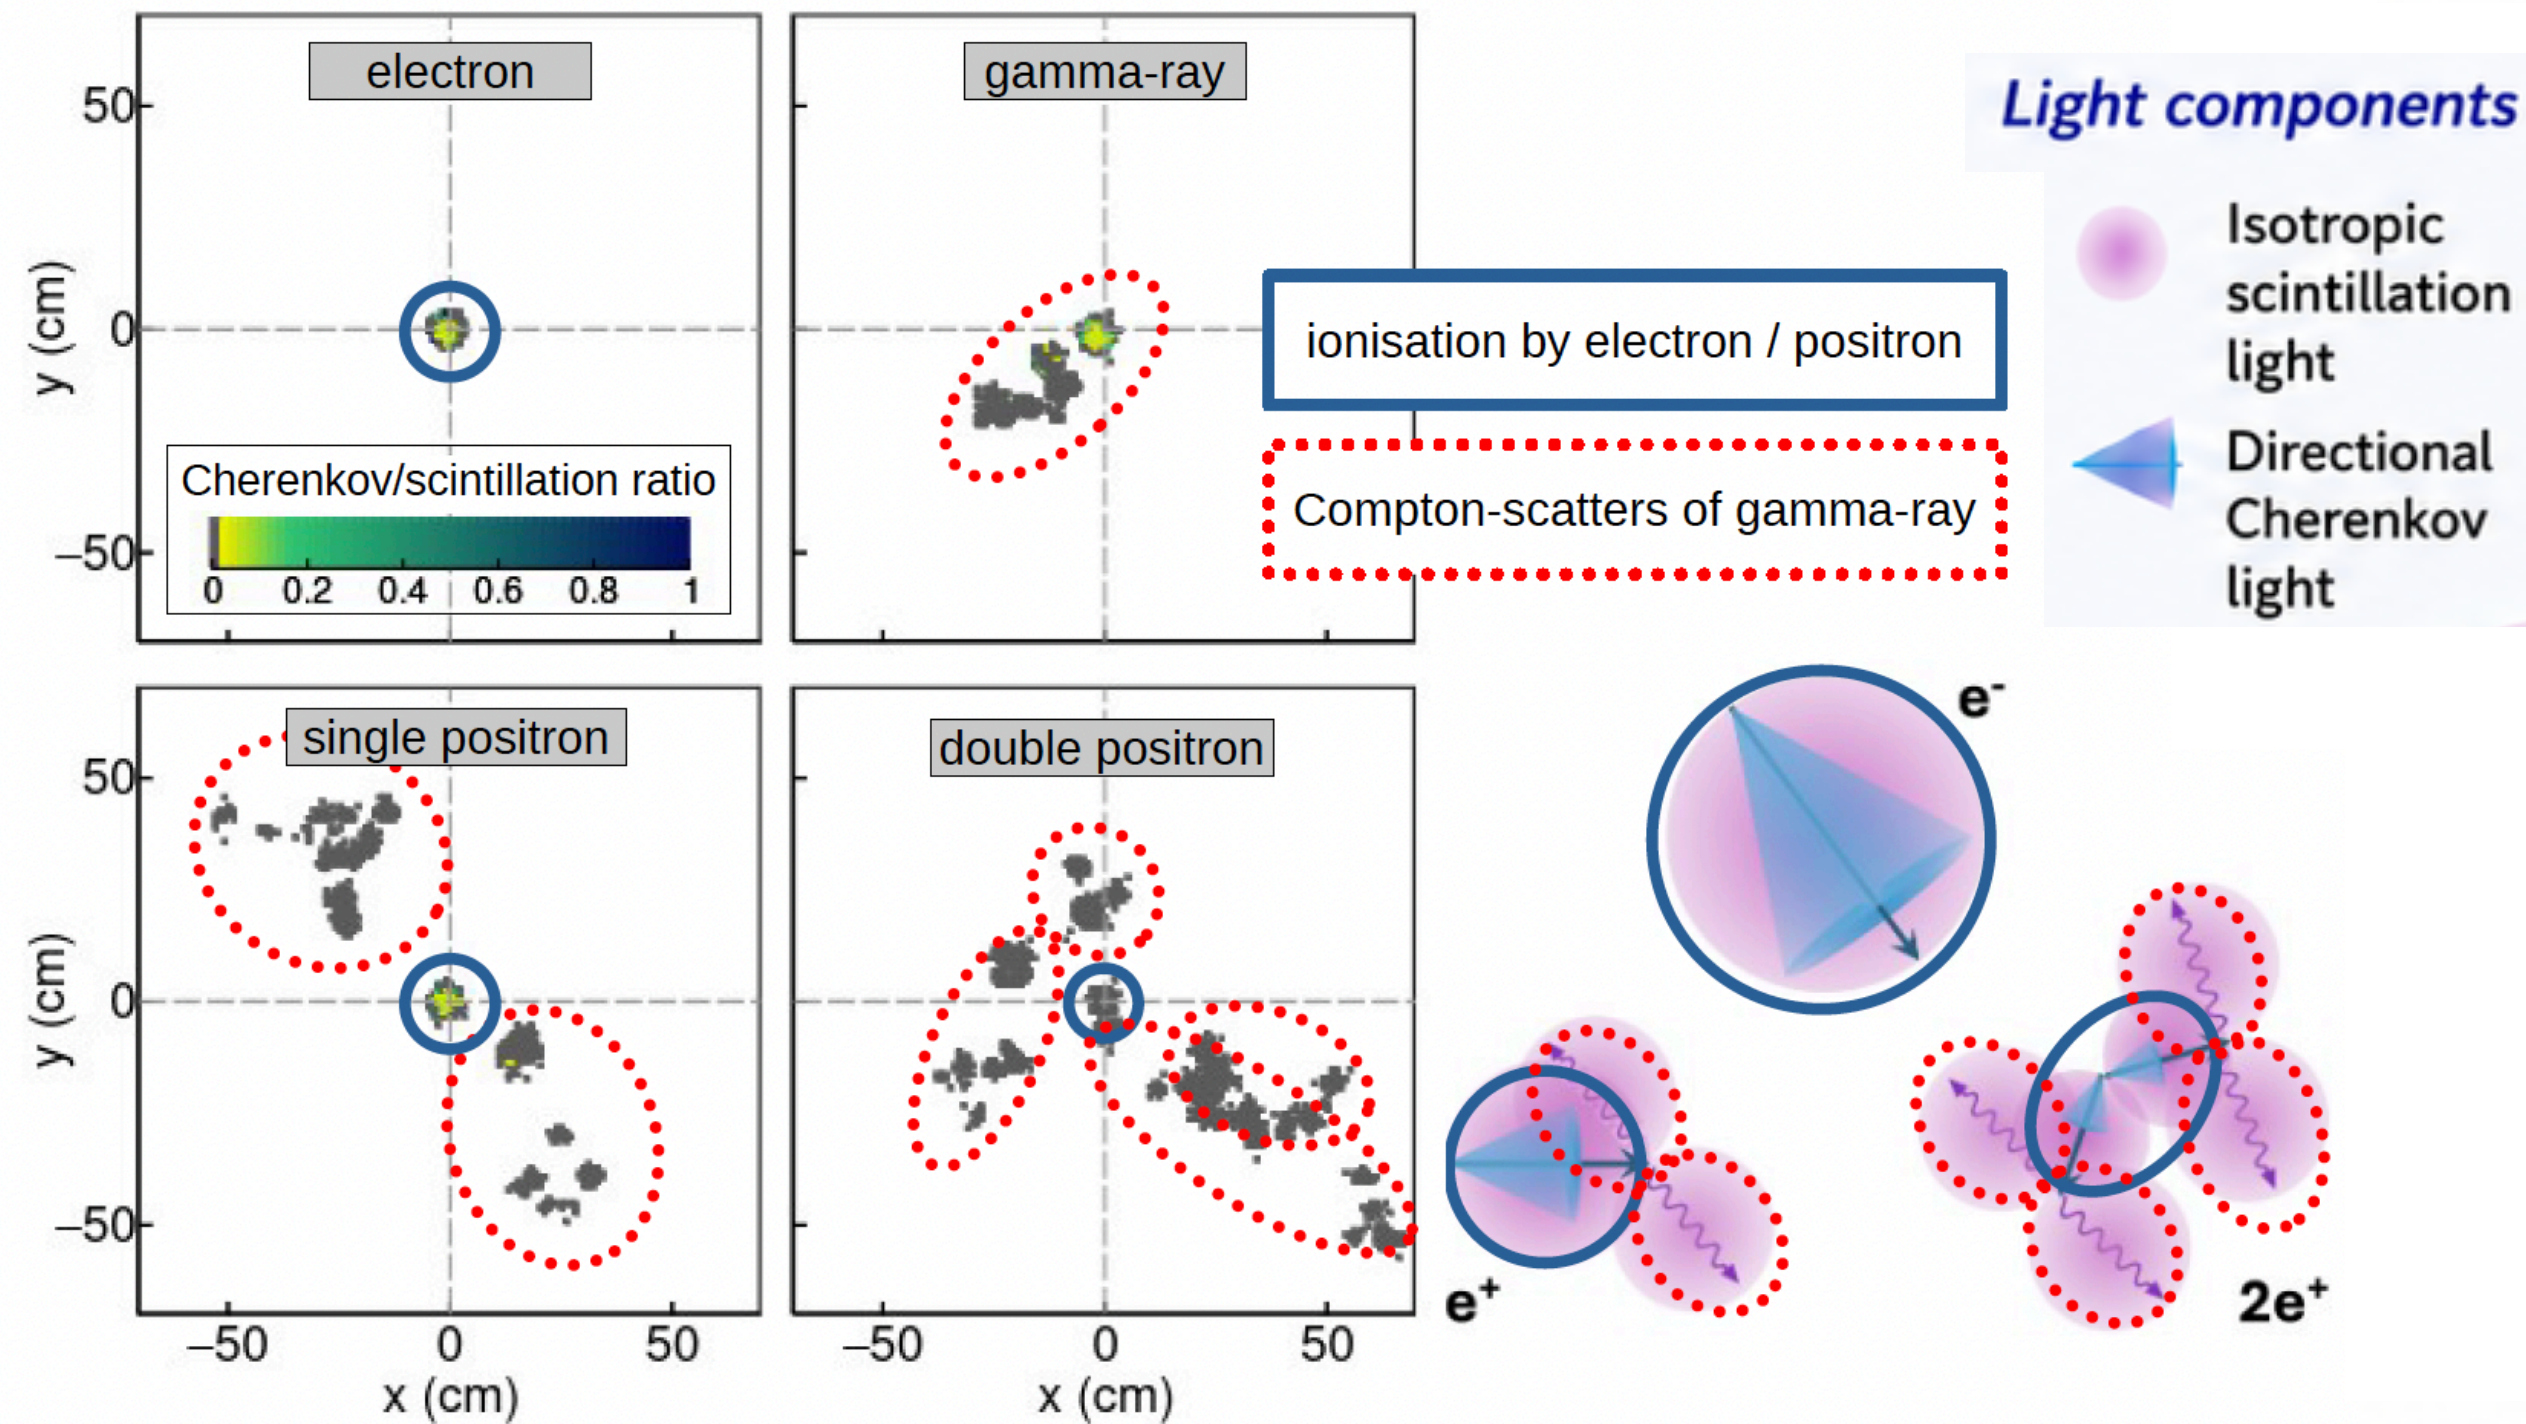 electron
gamma-ray
Light components
50
0
−50
y (cm)
Cherenkov/scintillation ratio
0 0.2 0.4 0.6 0.8 1
ionisation by electron / positron
Compton-scatters of gamma-ray
Isotropic
scintillation
light
Directional
Cherenkov
light
single positron
double positron
50
0
−50
y (cm)
−50 0 50
x (cm)
−50 0 50
x (cm)
e⁻
e⁺
2e⁺